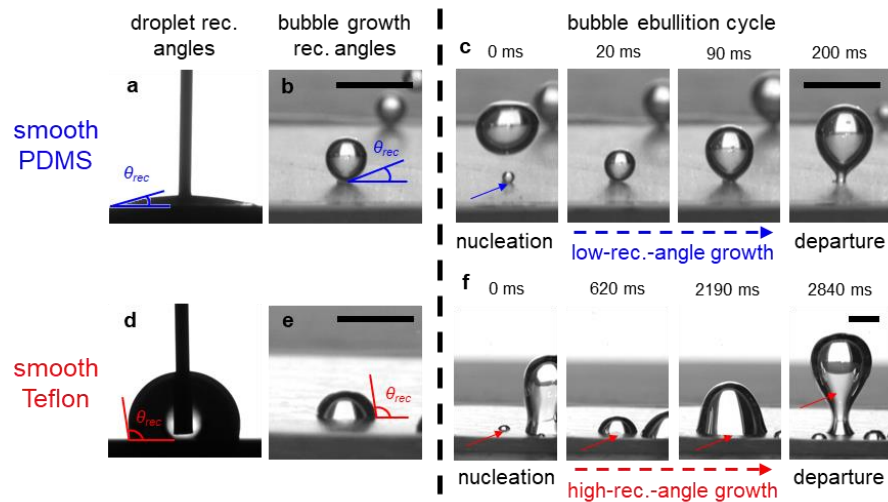 droplet rec.
angles
bubble growth
rec. angles
bubble ebullition cycle
smooth
PDMS
a
θrec
b
θrec
c
0 ms
20 ms
90 ms
200 ms
nucleation
low-rec.-angle growth
departure
smooth
Teflon
d
θrec
e
θrec
f
0 ms
620 ms
2190 ms
2840 ms
nucleation
high-rec.-angle growth
departure